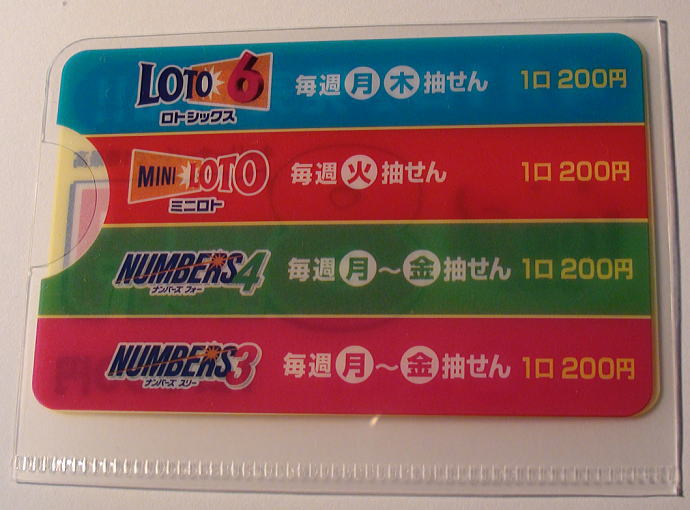 LOTO 6 毎週月木抽せん 1口200円
ロトシックス
MINI LOTO 毎週火抽せん 1口200円
ミニロト
NUMBERS4 毎週月～金抽せん 1口200円
ナンバーズ フォー
NUMBERS3 毎週月～金抽せん 1口200円
ナンバーズ スリー